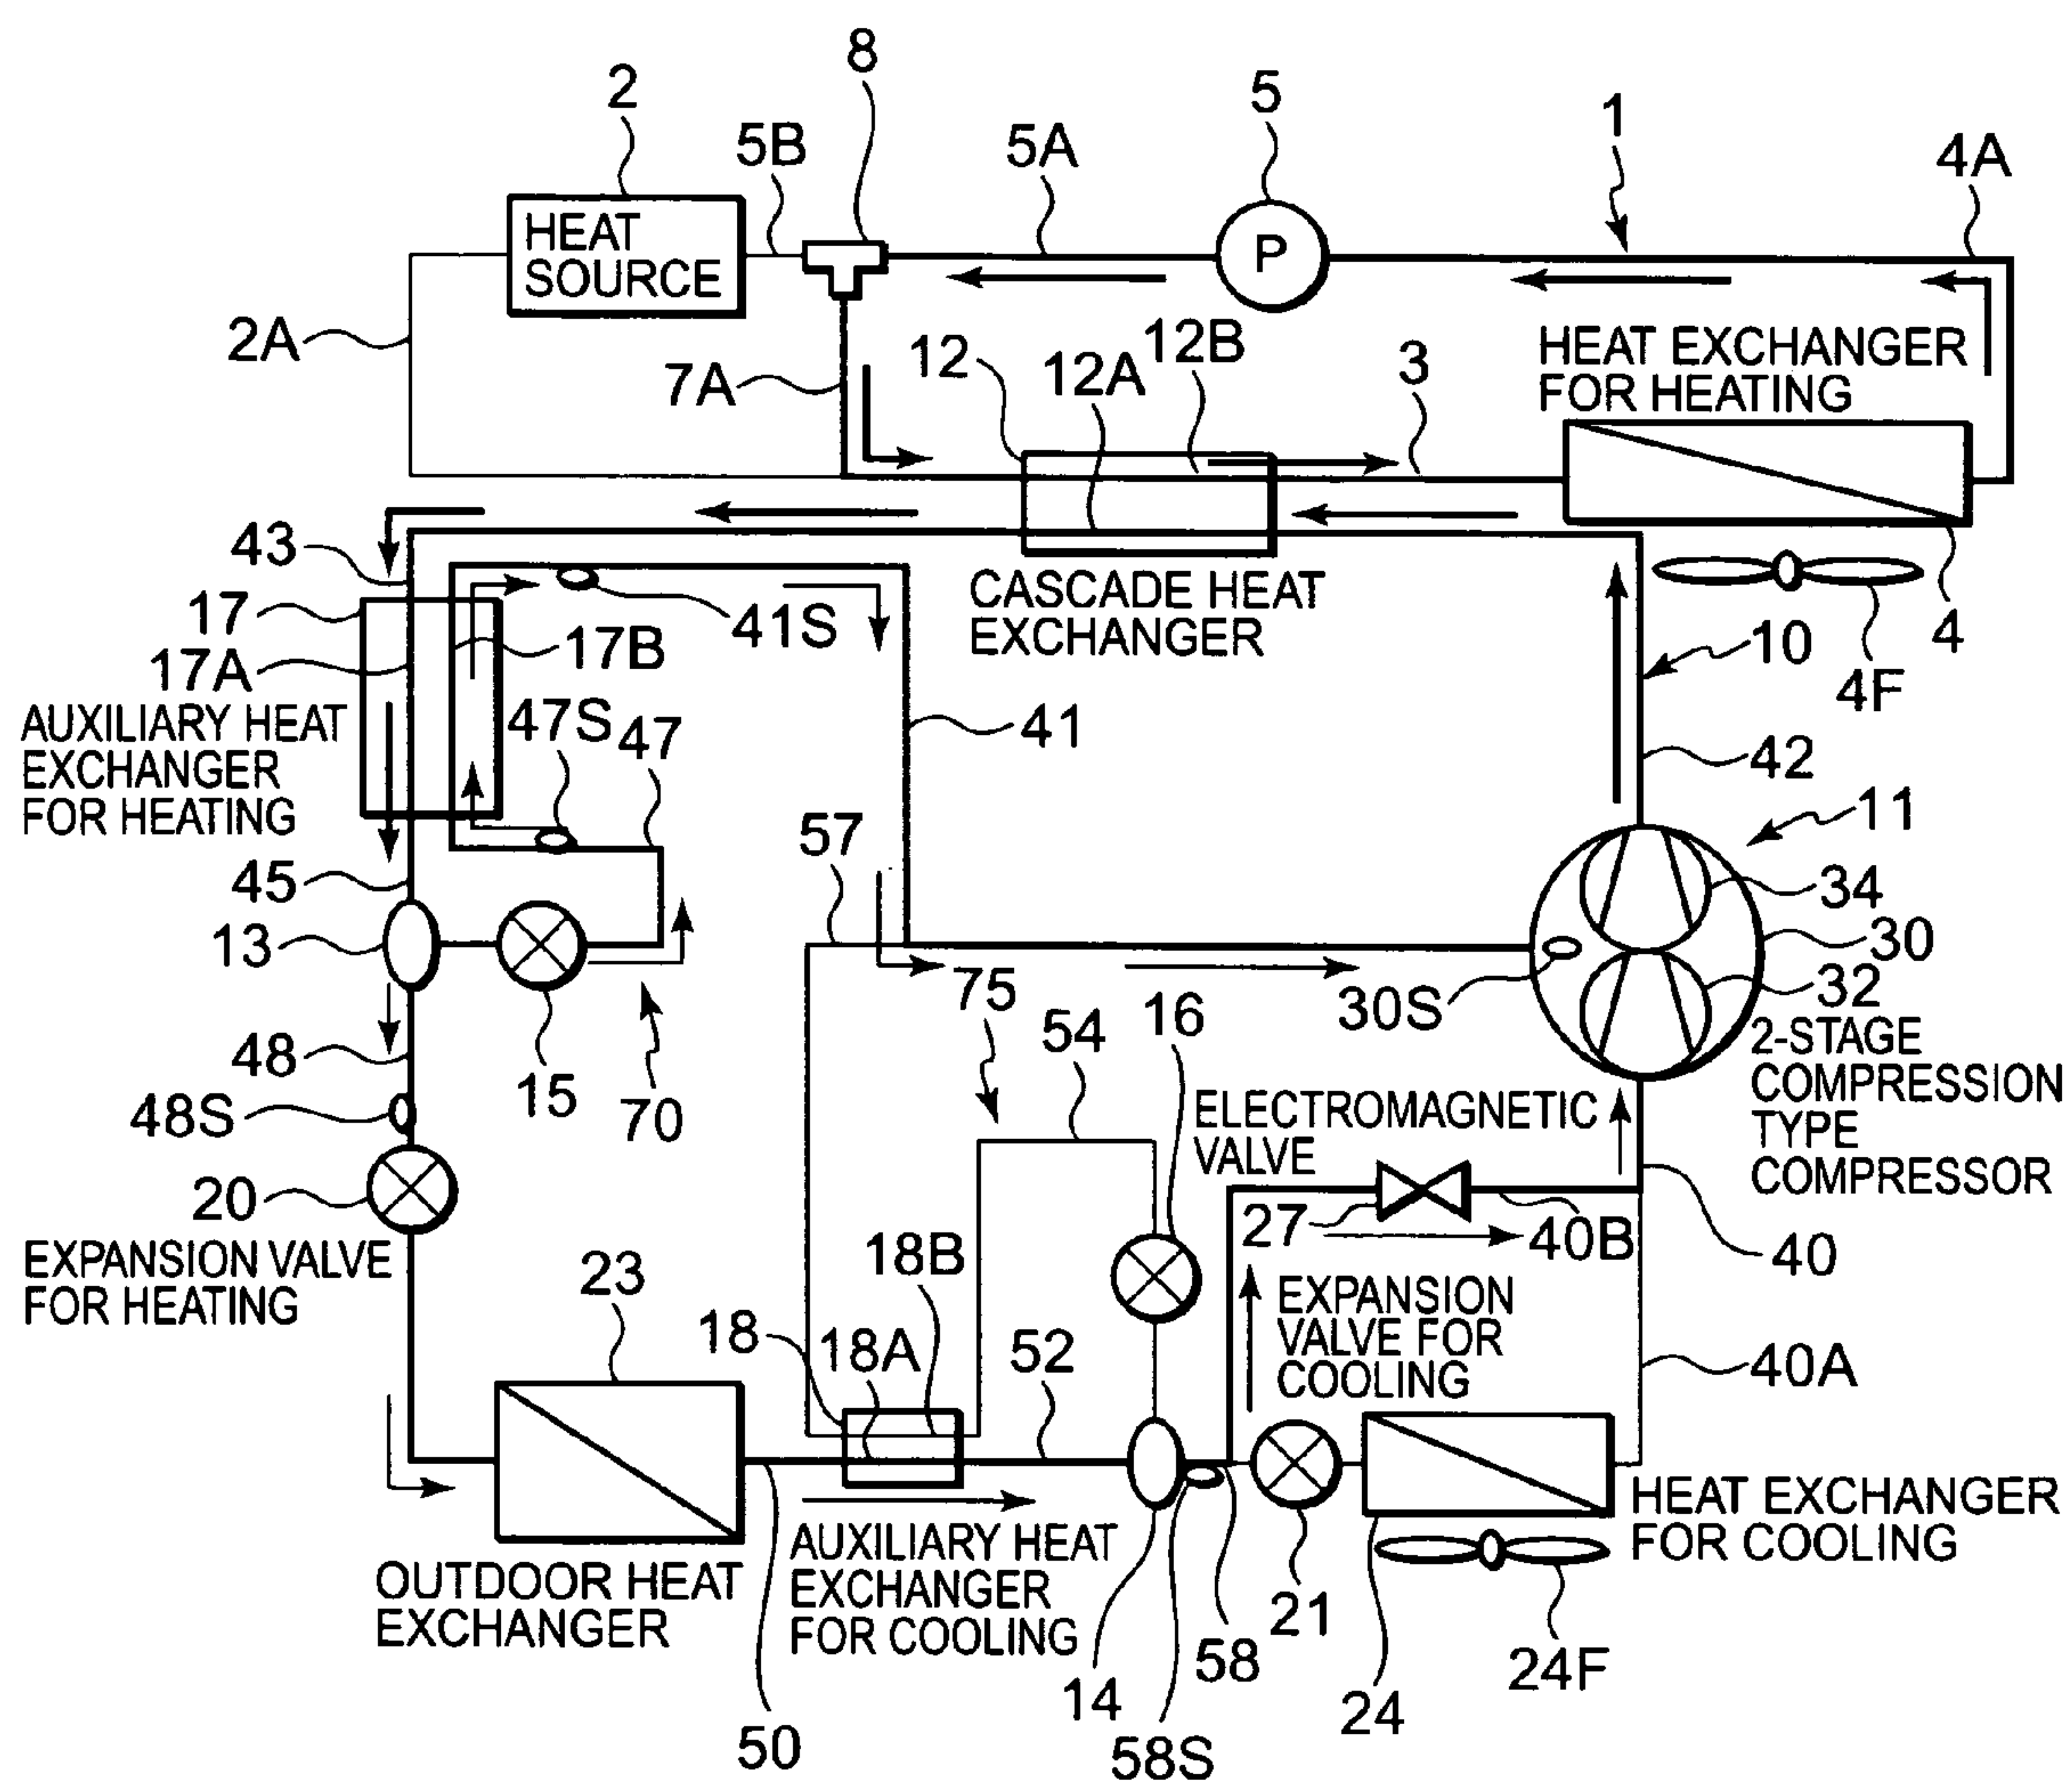 8
2
5
1
5B
5A
4A
HEAT
SOURCE
P
2A
12
12B
HEAT EXCHANGER
FOR HEATING
7A
12A
3
43
CASCADE HEAT
EXCHANGER
17
41S
17B
10
4
17A
4F
AUXILIARY HEAT
EXCHANGER
FOR HEATING
47S
47
41
42
57
11
45
34
13
30
75
16
30S
32
2-STAGE
COMPRESSION
TYPE
COMPRESSOR
48
15
54
48S
70
ELECTROMAGNETIC
VALVE
20
27
40B
40
EXPANSION VALVE
FOR HEATING
23
18B
EXPANSION
VALVE FOR
COOLING
18
18A
52
40A
HEAT EXCHANGER
FOR COOLING
OUTDOOR HEAT
EXCHANGER
AUXILIARY HEAT
EXCHANGER
FOR COOLING
21
58
24F
14
24
50
58S